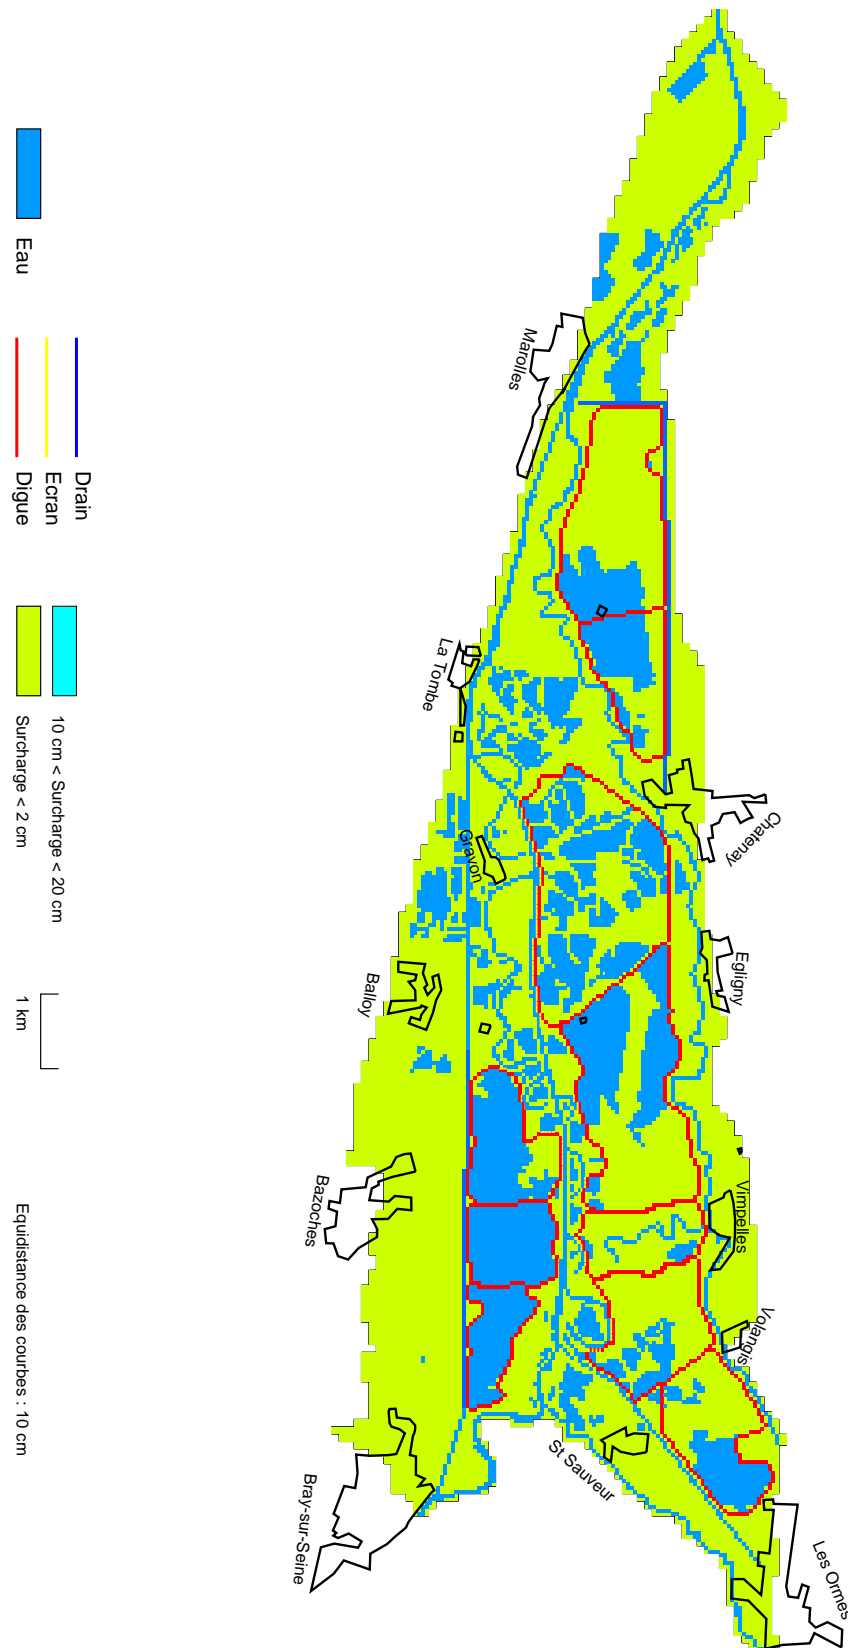 Eau
Drain
Ecran
Digue
10 cm < Surcharge < 20 cm
Surcharge < 2 cm
1 km
Equidistance des courbes : 10 cm
Marolles
La Tombe
Chatenay
Gravon
Egligny
Balloy
Vimpelles
Bazoches
Volangis
St Sauveur
Bray-sur-Seine
Les Ormes